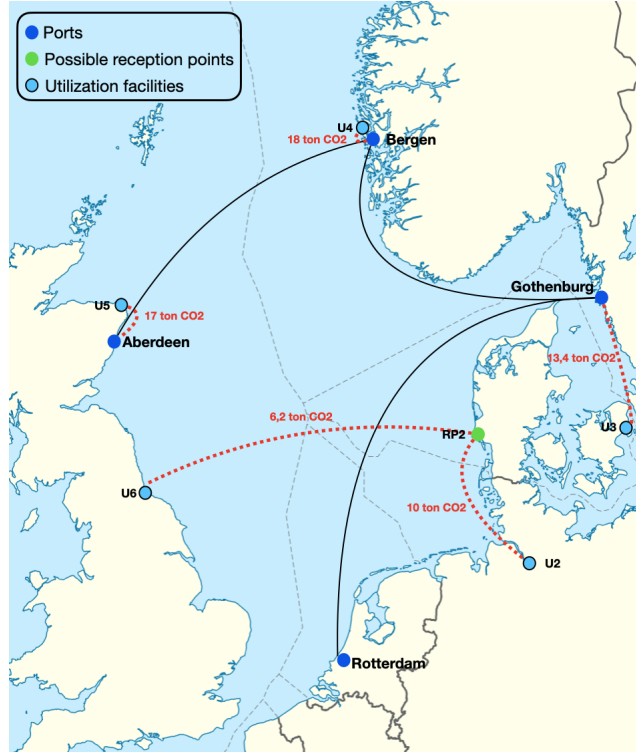 Ports
Possible reception points
Utilization facilities
U4
18 ton CO2
Bergen
Gothenburg
U5
17 ton CO2
Aberdeen
13,4 ton CO2
6,2 ton CO2
RP2
U3
U6
10 ton CO2
U2
Rotterdam